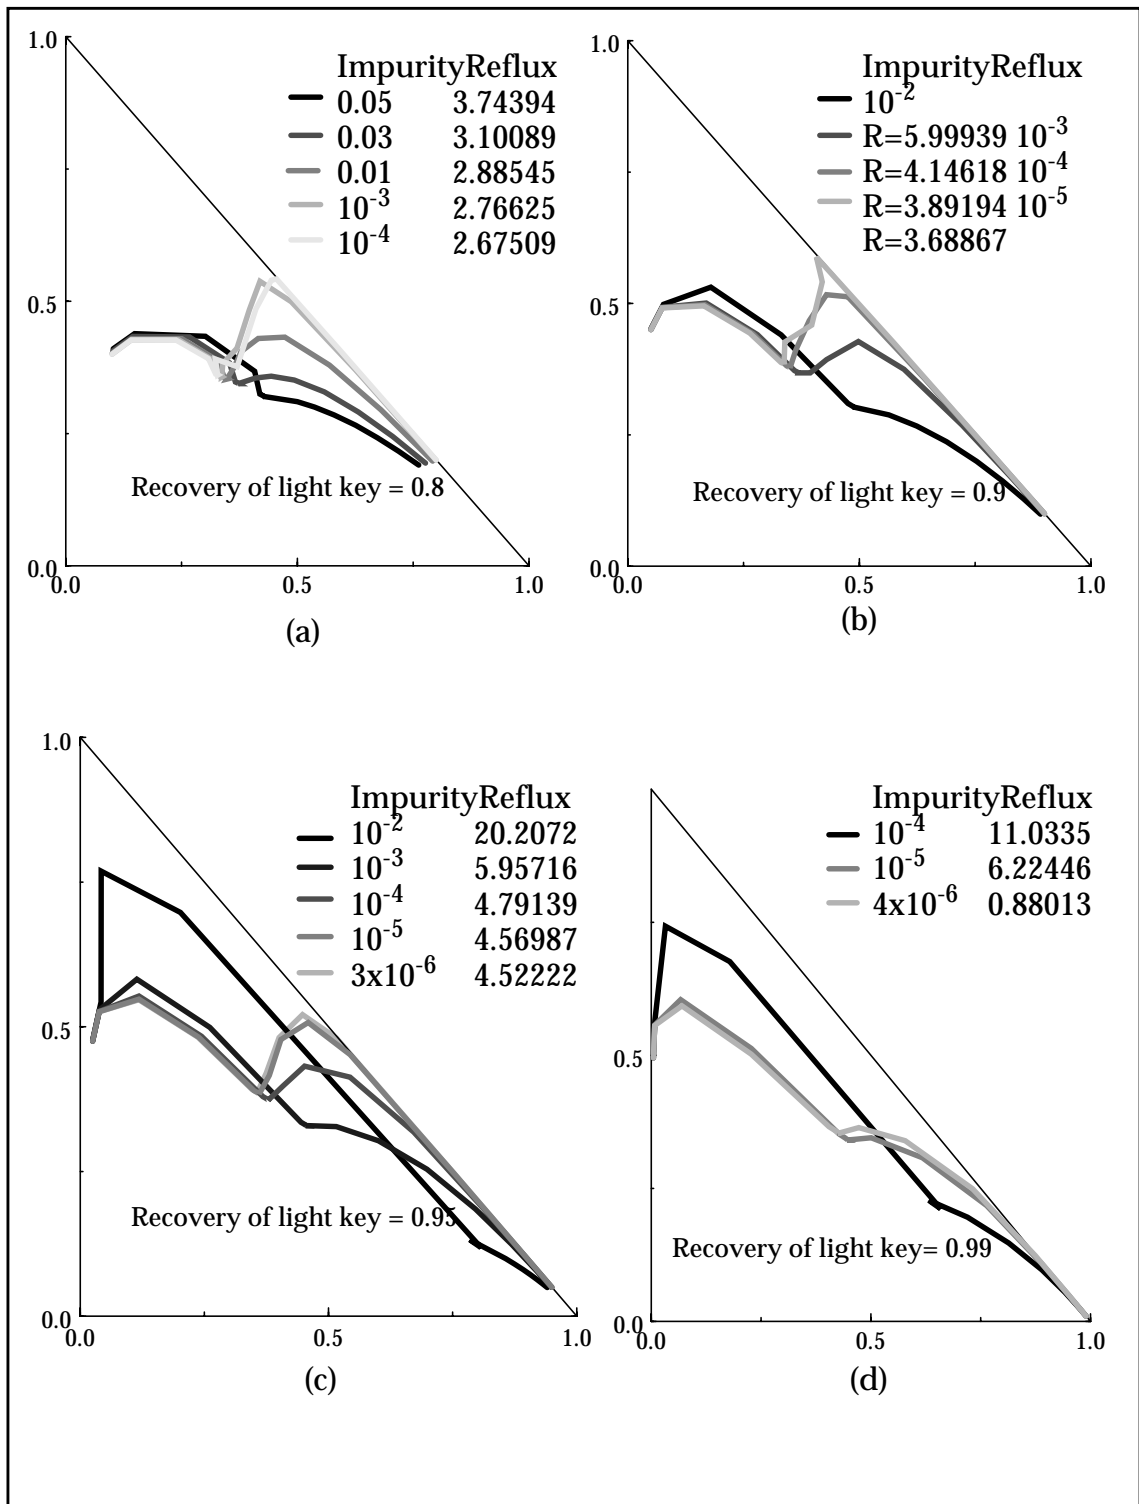 1.0
ImpurityReflux
0.05 3.74394
0.03 3.10089
0.01 2.88545
10-3 2.76625
10-4 2.67509
0.5
Recovery of light key = 0.8
0.0
0.0 0.5 1.0
(a)
1.0
ImpurityReflux
10-2
R=5.99939 10-3
R=4.14618 10-4
R=3.89194 10-5
R=3.68867
0.5
Recovery of light key = 0.9
0.0
0.0 0.5 1.0
(b)
1.0
ImpurityReflux
10-2 20.2072
10-3 5.95716
10-4 4.79139
10-5 4.56987
3x10-6 4.52222
0.5
Recovery of light key = 0.95
0.0
0.0 0.5 1.0
(c)
ImpurityReflux
10-4 11.0335
10-5 6.22446
4x10-6 0.88013
0.5
Recovery of light key= 0.99
0.0
0.0 0.5 1.0
(d)